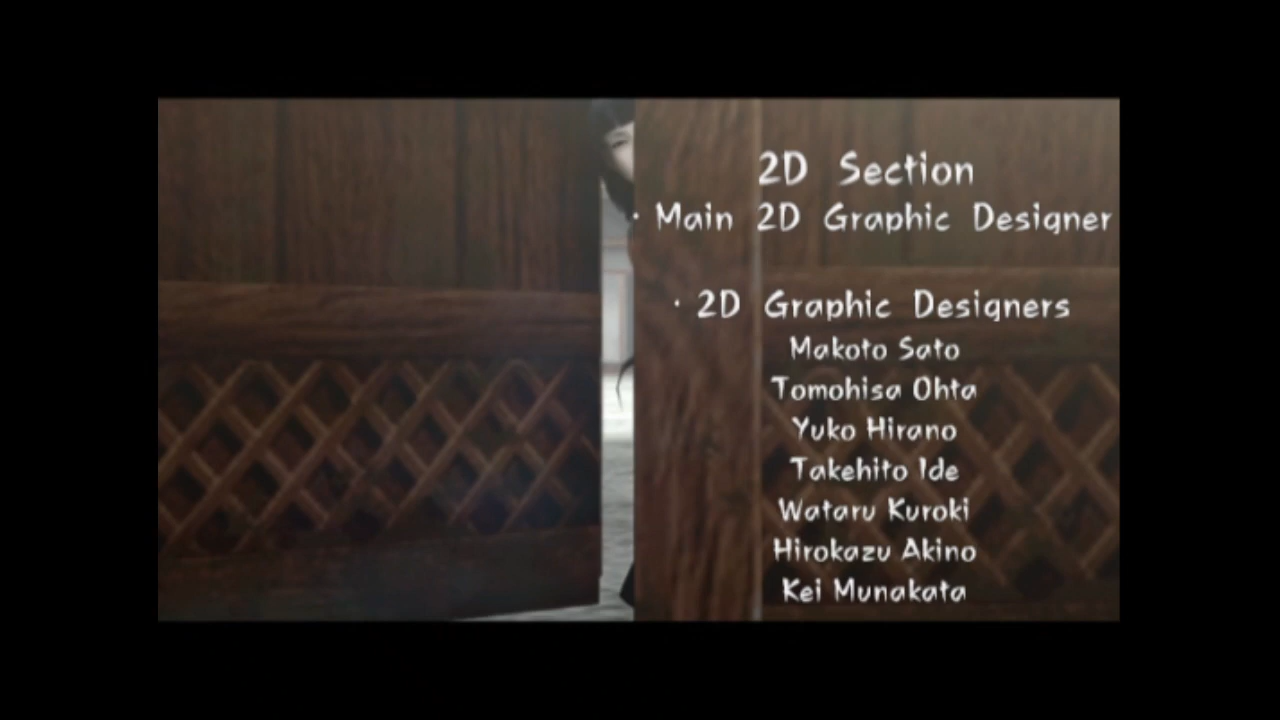 2D Section
· Main 2D Graphic Designer
· 2D Graphic Designers
Makoto Sato
Tomohisa Ohta
Yuko Hirano
Takehito Ide
Wataru Kuroki
Hirokazu Akino
Kei Munakata